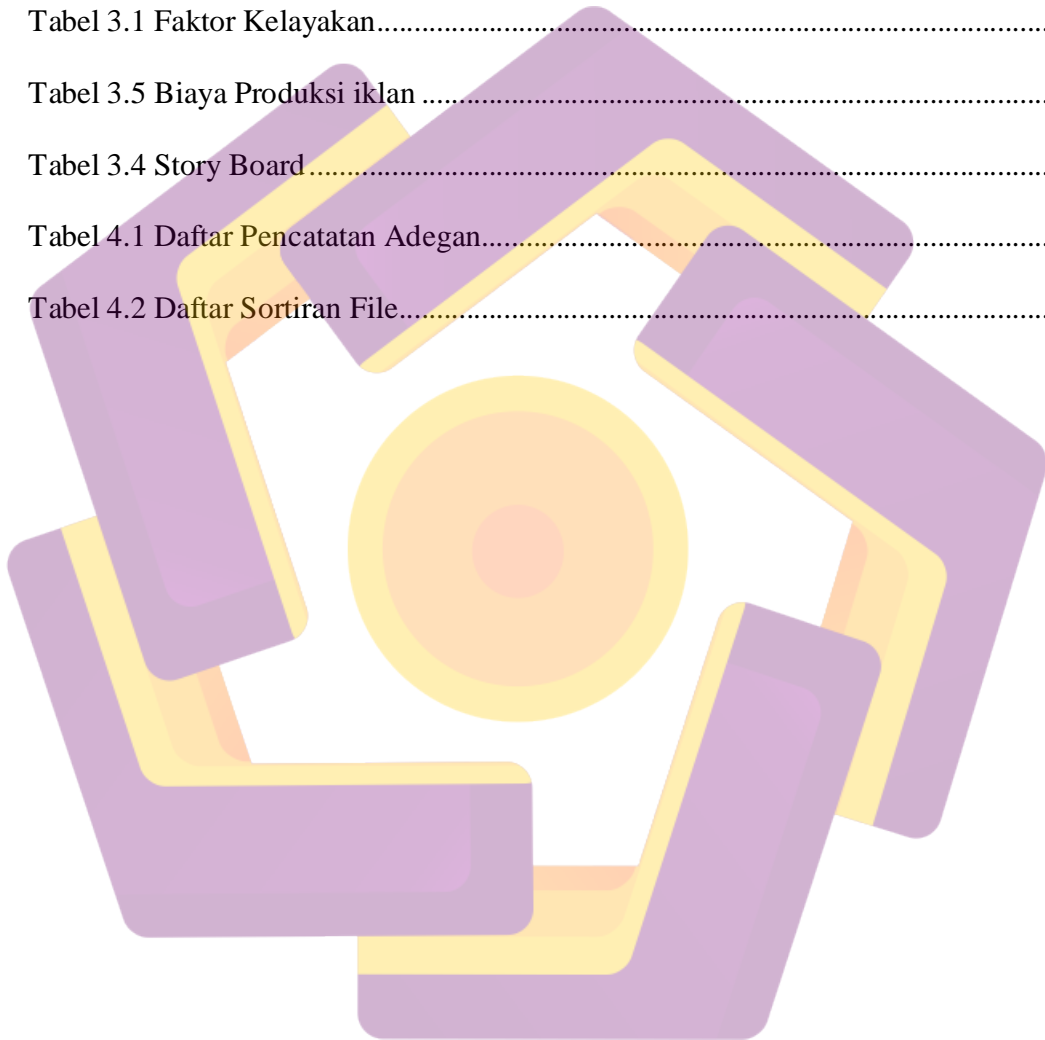 Tabel 3.1 Faktor Kelayakan.........................................................................................
Tabel 3.5 Biaya Produksi iklan ...................................................................................
Tabel 3.4 Story Board..................................................................................................
Tabel 4.1 Daftar Pencatatan Adegan...........................................................................
Tabel 4.2 Daftar Sortiran File......................................................................................